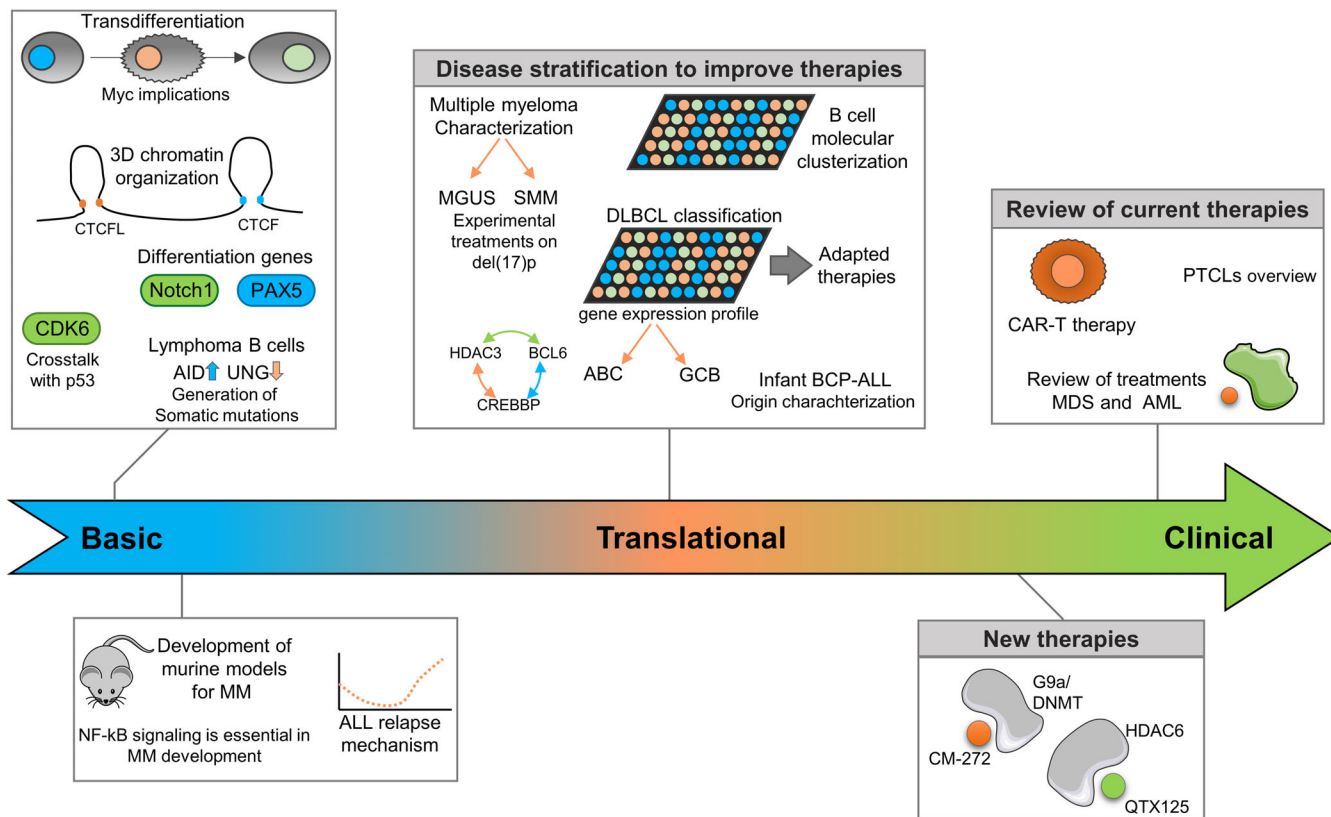 Transdifferentiation
Myc implications
3D chromatin
organization
CTCFL
CTCF
Differentiation genes
Notch1
PAX5
CDK6
Crosstalk
with p53
Lymphoma B cells
AID UNG
Generation of
Somatic mutations
Disease stratification to improve therapies
Multiple myeloma
Characterization
MGUS SMM
Experimental
treatments on
del(17)p
B cell
molecular
clusterization
DLBCL classification
Adapted
therapies
gene expression profile
ABC
GCB
HDAC3
BCL6
CREBBP
Infant BCP-ALL
Origin charachterization
Review of current therapies
CAR-T therapy
PTCLs overview
Review of treatments
MDS and AML
Basic
Translational
Clinical
Development of
murine models
for MM
NF-kB signaling is essential in
MM development
ALL relapse
mechanism
New therapies
G9a/
DNMT
CM-272
HDAC6
QTX125